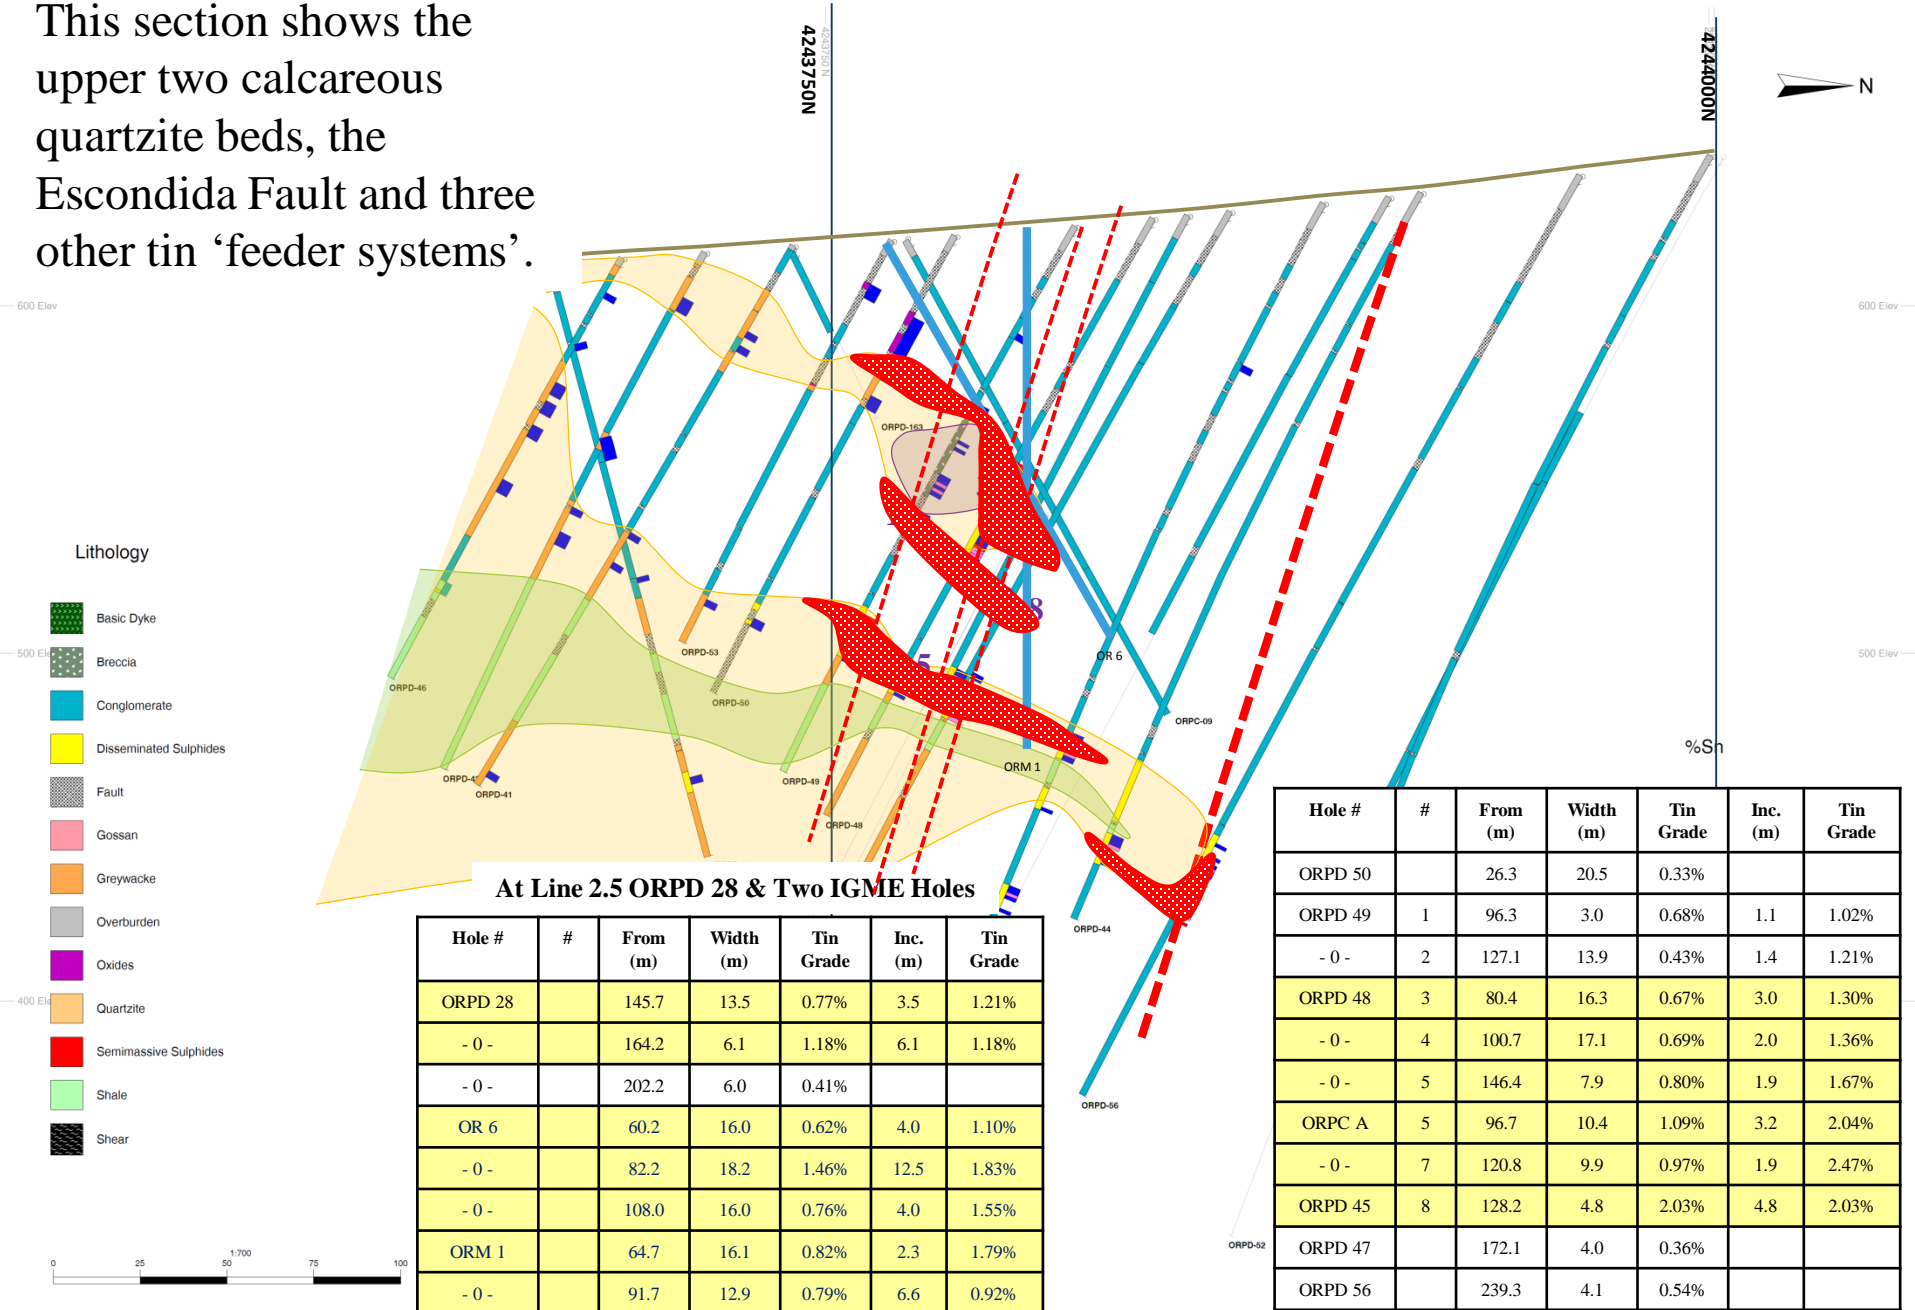 This section shows the
upper two calcareous
quartzite beds, the
Escondida Fault and three
other tin ‘feeder systems’.
4243750N
4243750 N
4244000N
N
600 Elev
600 Elev
500 Elev
400
ORPD-163
ORPD-46
ORPD-53
ORPD-50
ORPD-41
ORPD-49
ORPD-48
8
5
OR 6
ORPC-09
ORM 1
ORPD-44
ORPD-56
ORPD-52
%Sn
Lithology
Basic Dyke
Breccia
Conglomerate
Disseminated Sulphides
Fault
Gossan
Greywacke
Overburden
Oxides
Quartzite
Semimassive Sulphides
Shale
Shear
1:700
0 25 50 75 100
At Line 2.5 ORPD 28 & Two IGME Holes
Hole # # From (m) Width (m) Tin Grade Inc. (m) Tin Grade
ORPD 28 145.7 13.5 0.77% 3.5 1.21%
- 0 - 164.2 6.1 1.18% 6.1 1.18%
- 0 - 202.2 6.0 0.41%
OR 6 60.2 16.0 0.62% 4.0 1.10%
- 0 - 82.2 18.2 1.46% 12.5 1.83%
- 0 - 108.0 16.0 0.76% 4.0 1.55%
ORM 1 64.7 16.1 0.82% 2.3 1.79%
- 0 - 91.7 12.9 0.79% 6.6 0.92%
Hole # # From (m) Width (m) Tin Grade Inc. (m) Tin Grade
ORPD 50 26.3 20.5 0.33%
ORPD 49 1 96.3 3.0 0.68% 1.1 1.02%
- 0 - 2 127.1 13.9 0.43% 1.4 1.21%
ORPD 48 3 80.4 16.3 0.67% 3.0 1.30%
- 0 - 4 100.7 17.1 0.69% 2.0 1.36%
- 0 - 5 146.4 7.9 0.80% 1.9 1.67%
ORPC A 5 96.7 10.4 1.09% 3.2 2.04%
- 0 - 7 120.8 9.9 0.97% 1.9 2.47%
ORPD 45 8 128.2 4.8 2.03% 4.8 2.03%
ORPD 47 172.1 4.0 0.36%
ORPD 56 239.3 4.1 0.54%